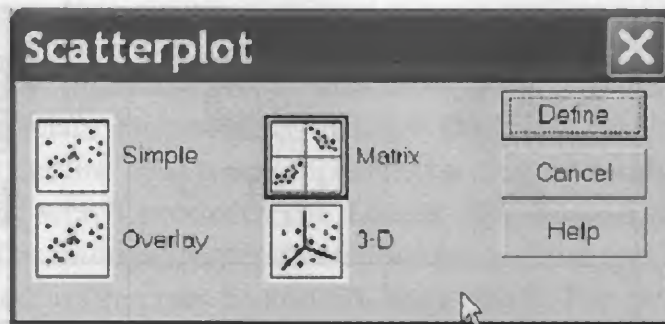 Scatterplot
Simple
Matrix
Define
Cancel
Overlay
3-D
Help